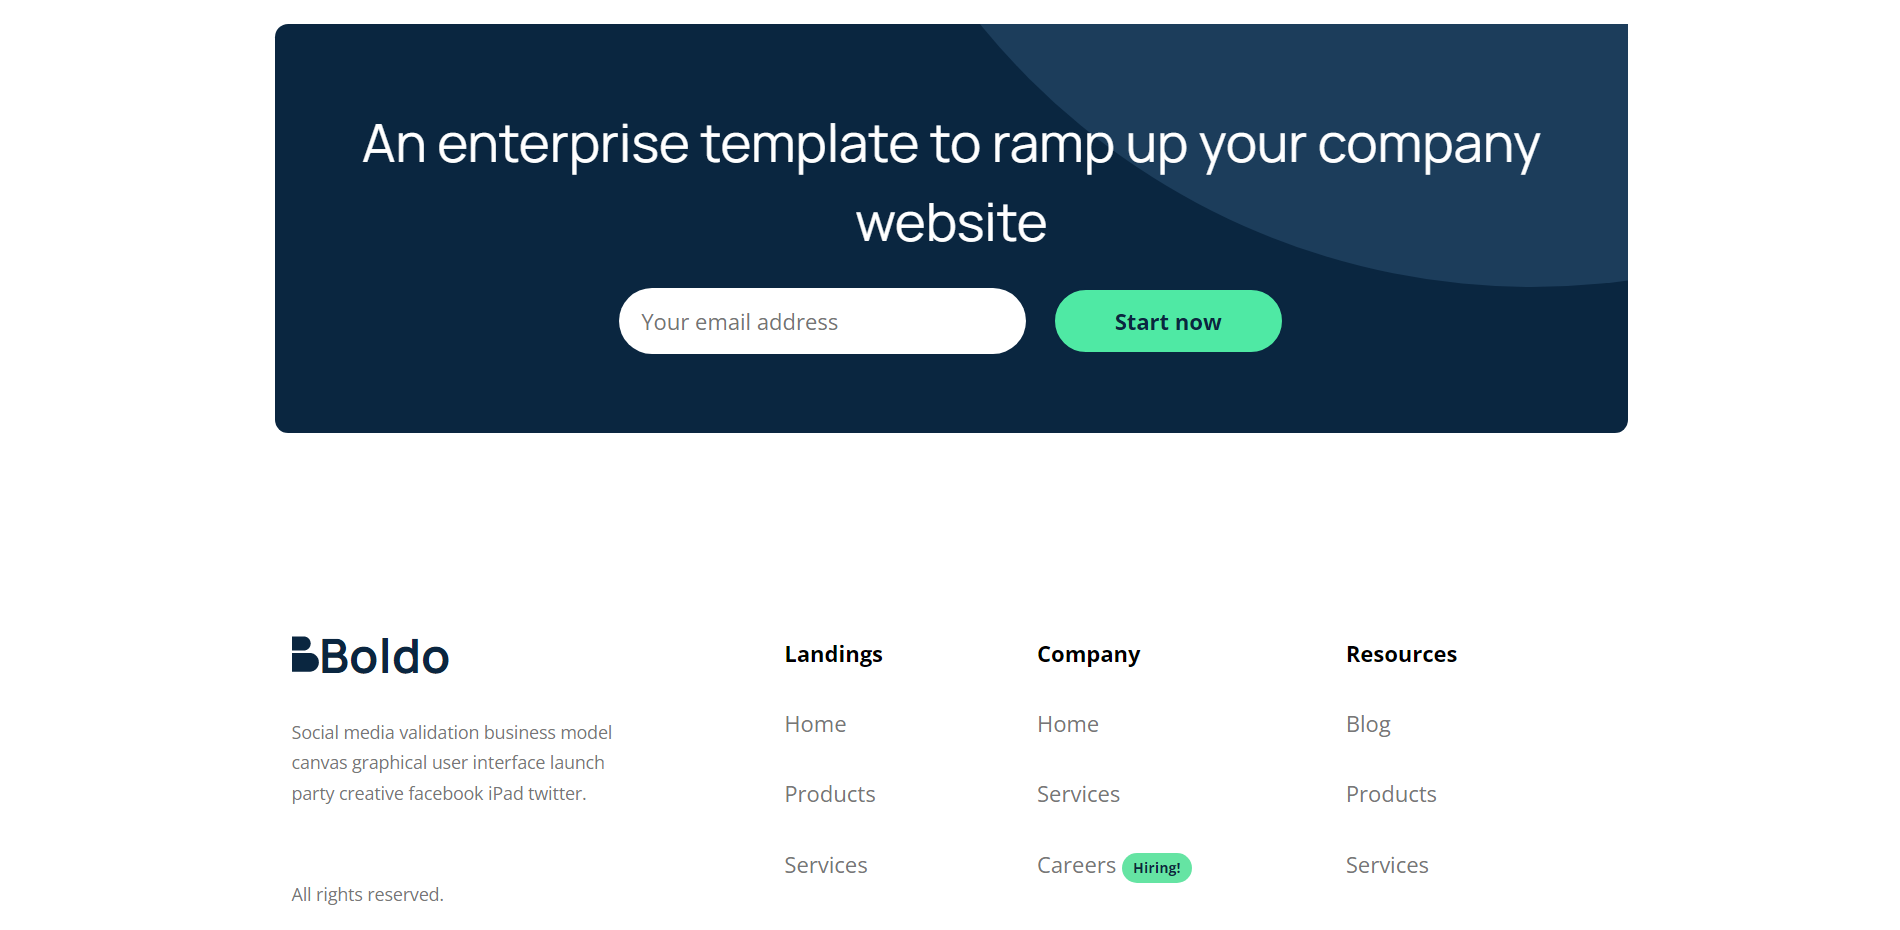 An enterprise template to ramp up your company
website
Your email address
Start now
Boldo
Social media validation business model
canvas graphical user interface launch
party creative facebook iPad twitter.
All rights reserved.
Landings
Home
Products
Services
Company
Home
Services
Careers Hiring!
Resources
Blog
Products
Services